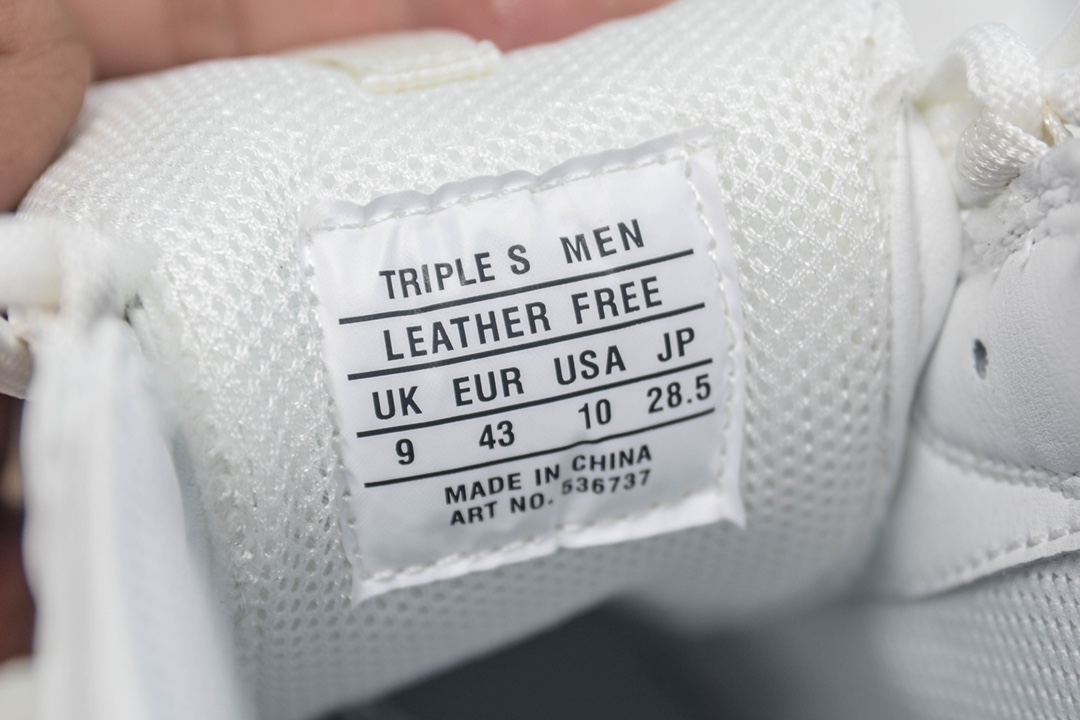 TRIPLE S MEN
LEATHER FREE
UK EUR USA JP
9 43 10 28.5
MADE IN CHINA
ART NO. 536737